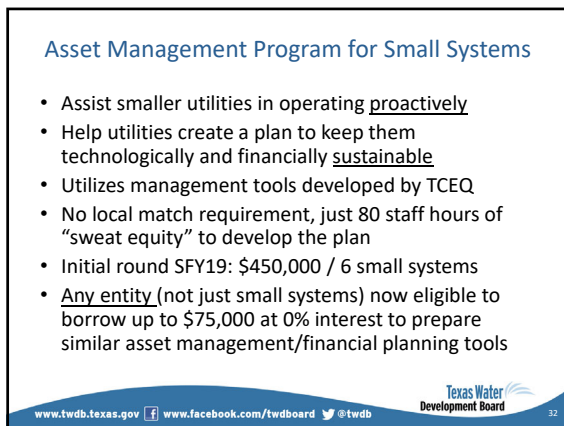 Asset Management Program for Small Systems
• Assist smaller utilities in operating proactively
• Help utilities create a plan to keep them
technologically and financially sustainable
• Utilizes management tools developed by TCEQ
• No local match requirement, just 80 staff hours of
“sweat equity” to develop the plan
• Initial round SFY19: $450,000 / 6 small systems
• Any entity (not just small systems) now eligible to
borrow up to $75,000 at 0% interest to prepare
similar asset management/financial planning tools
www.twdb.texas.gov f www.facebook.com/twdboard @twdb
Texas Water
Development Board
32